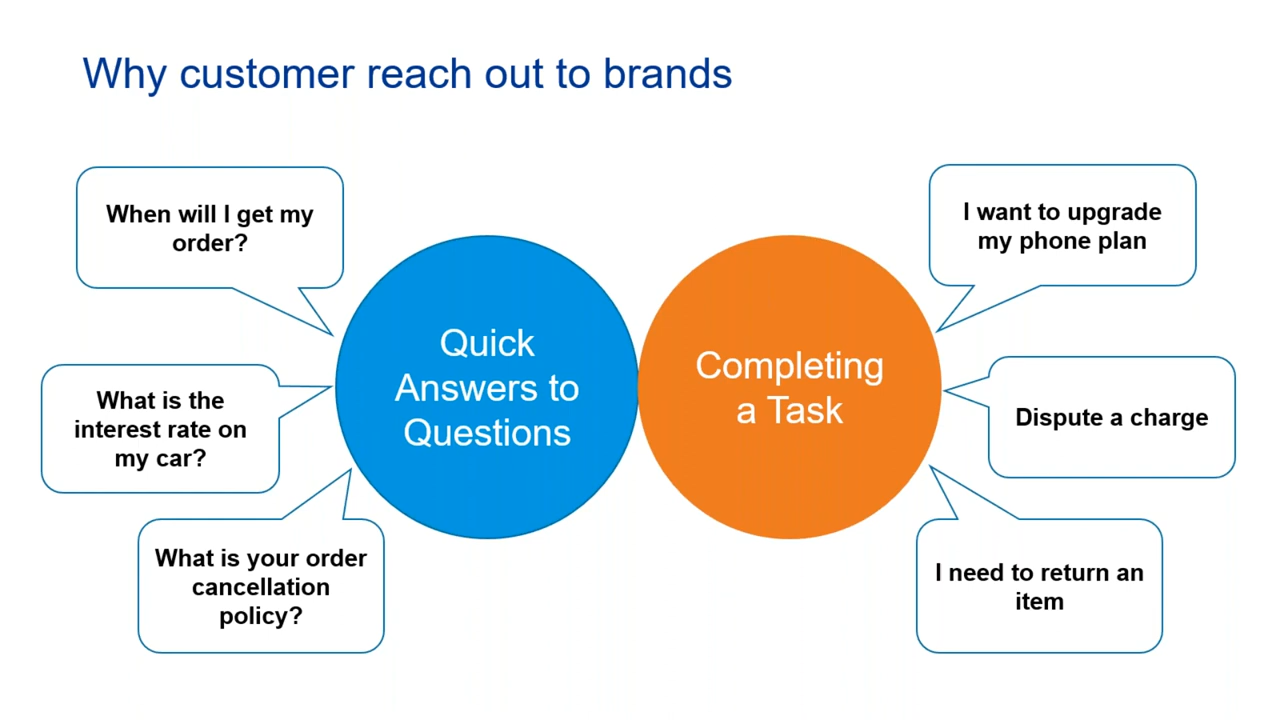 Why customer reach out to brands
When will I get my
order?
What is the
interest rate on
my car?
What is your order
cancellation
policy?
Quick
Answers to
Questions
Completing
a Task
I want to upgrade
my phone plan
Dispute a charge
I need to return an
item